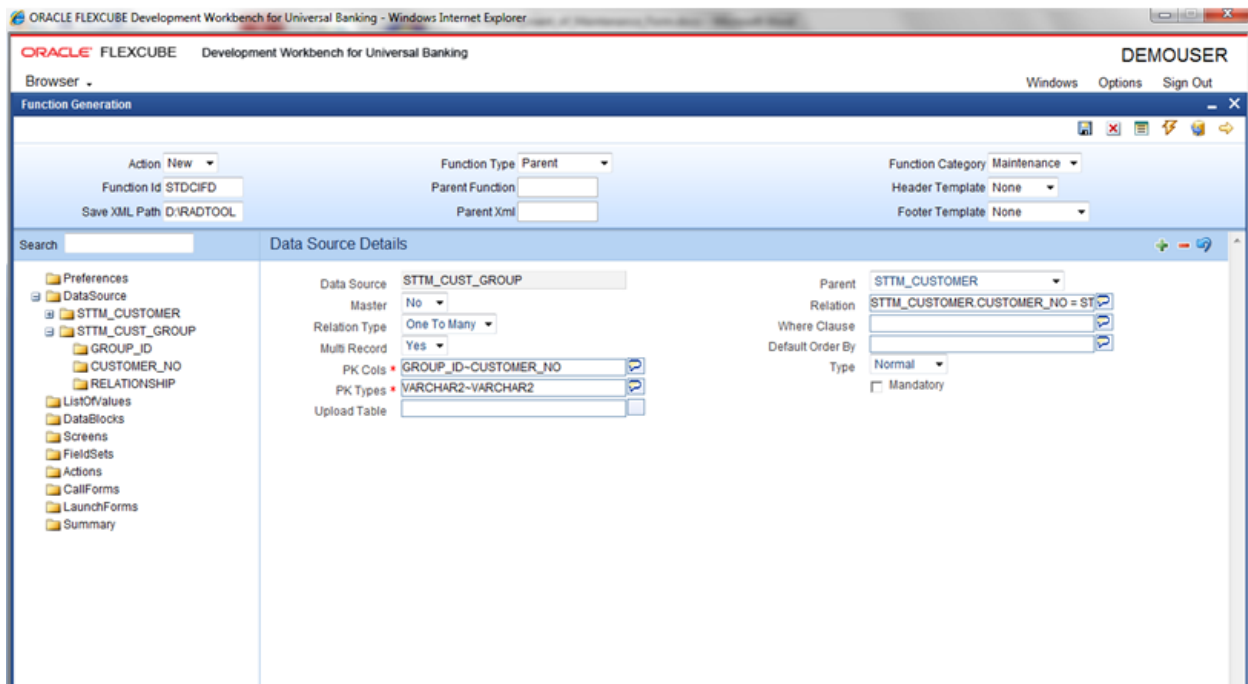 ORACLE FLEXCUBE Development Workbench for Universal Banking - Windows Internet Explorer
ORACLE FLEXCUBE Development Workbench for Universal Banking
DEMOUSER
Browser
Windows Options Sign Out
Function Generation
Action New Function Type Parent Function Category Maintenance
Function Id STDCIFD Parent Function Header Template None
Save XML Path D:\RADTOOL Parent Xml Footer Template None
Search
Preferences
DataSource
STTM_CUSTOMER
STTM_CUST_GROUP
GROUP_ID
CUSTOMER_NO
RELATIONSHIP
ListOfValues
DataBlocks
Screens
FieldSets
Actions
CallForms
LaunchForms
Summary
Data Source Details
Data Source STTM_CUST_GROUP
Master No
Relation Type One To Many
Multi Record Yes
PK Cols * GROUP_ID~CUSTOMER_NO
PK Types * VARCHAR2~VARCHAR2
Upload Table
Parent STTM_CUSTOMER
Relation STTM_CUSTOMER.CUSTOMER_NO = ST
Where Clause
Default Order By
Type Normal
Mandatory